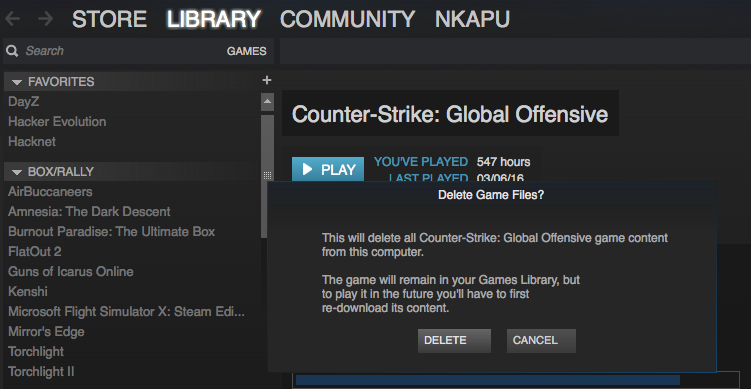 STORE LIBRARY COMMUNITY NKAPU
Search GAMES
FAVORITES +
DayZ
Hacker Evolution
Hacknet
BOX/RALLY
AirBuccaneers
Amnesia: The Dark Descent
Burnout Paradise: The Ultimate Box
FlatOut 2
Guns of Icarus Online
Kenshi
Microsoft Flight Simulator X: Steam Edi...
Mirror's Edge
Torchlight
Torchlight II
Counter-Strike: Global Offensive
PLAY YOU'VE PLAYED 547 hours
LAST PLAYED 03/06/16
Delete Game Files?
This will delete all Counter-Strike: Global Offensive game content
from this computer.
The game will remain in your Games Library, but
to play it in the future you'll have to first
re-download its content.
DELETE CANCEL